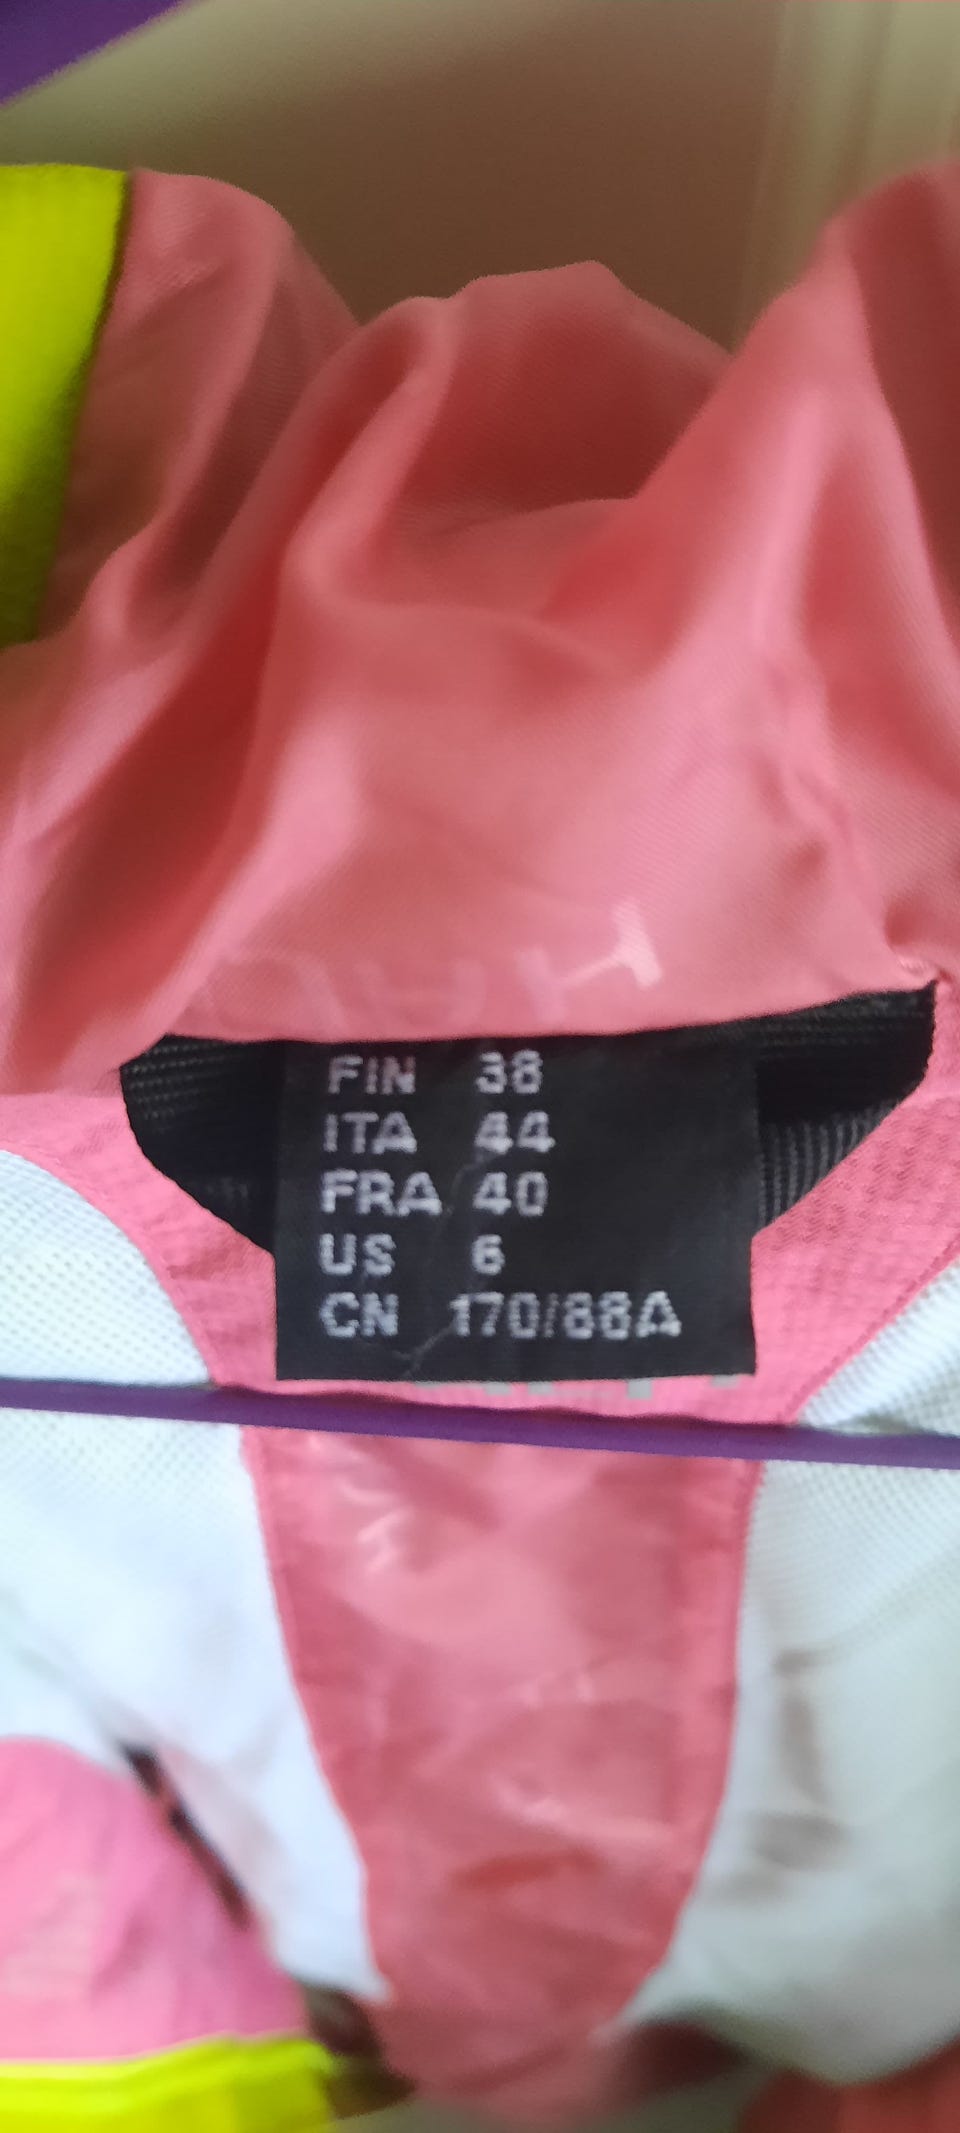 FIN 38
ITA 44
FRA 40
US 6
CN 170/88A